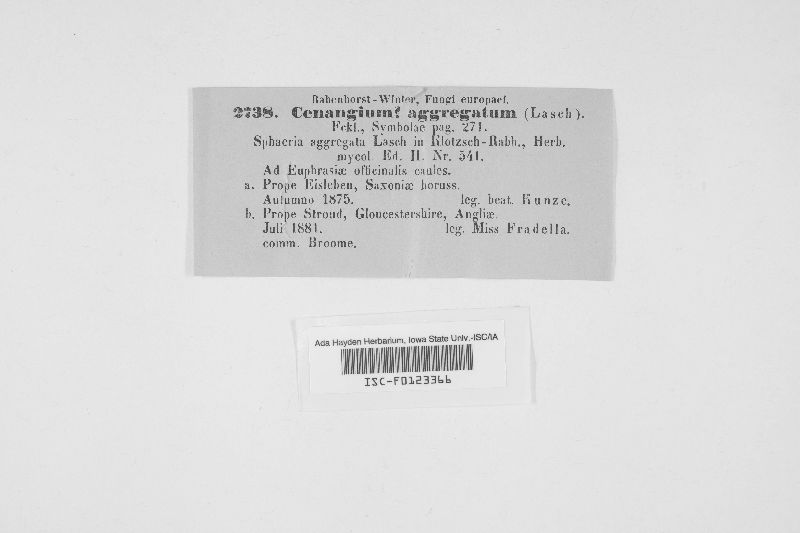 Rabenhorst-Winter, Fungi europaei.
2738. Cenangium? aggregatum (Lasch).
Fckl., Symbolae pag. 271.
Sphaeria aggregata Lasch in Klotzsch-Rabh., Herb.
mycol. Ed. II. Nr. 541.
Ad Euphrasiæ officinalis caules.
a. Prope Eisleben, Saxoniæ boruss.
Autumno 1875. leg. beat. Kunze.
b. Prope Stroud, Gloucestershire, Angliæ.
Juli 1881. leg. Miss Fradella.
comm. Broome.
Ada Hayden Herbarium, Iowa State Univ.-ISC/IA
ISC-F0123366